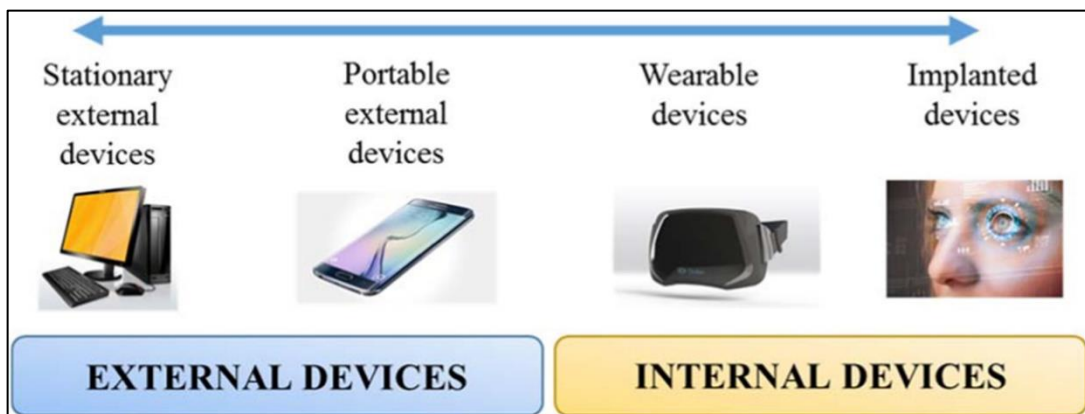 Stationary
external
devices
Portable
external
devices
Wearable
devices
Implanted
devices
EXTERNAL DEVICES
INTERNAL DEVICES